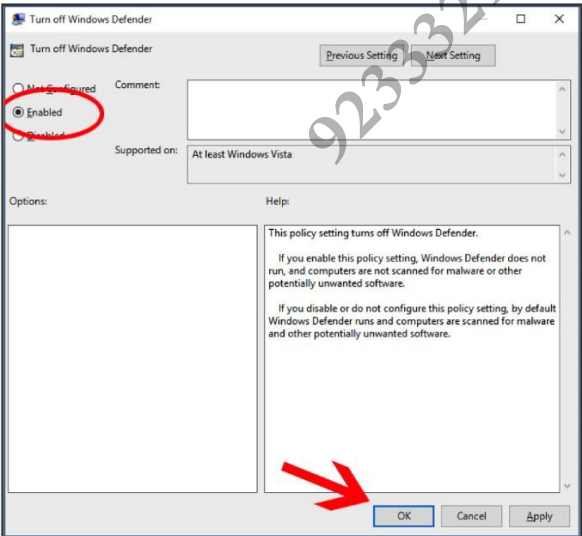 Turn off Windows Defender
Turn off Windows Defender
Previous Setting
Next Setting
Not Configured
Comment:
Enabled
Disabled
Supported on:
At least Windows Vista
Options:
Help:
This policy setting turns off Windows Defender.
If you enable this policy setting, Windows Defender does not
run, and computers are not scanned for malware or other
potentially unwanted software.
If you disable or do not configure this policy setting, by default
Windows Defender runs and computers are scanned for malware
and other potentially unwanted software.
OK
Cancel
Apply